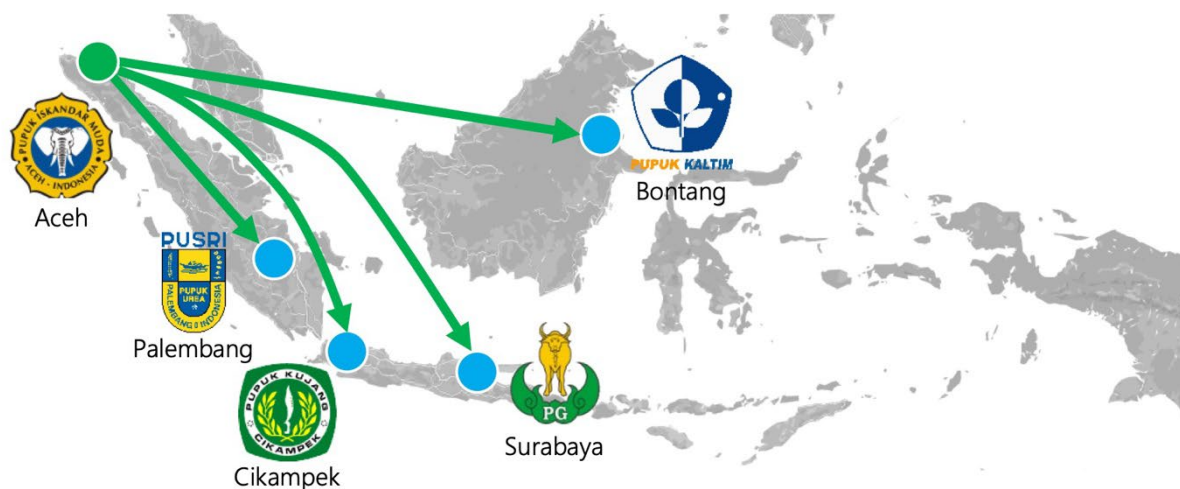 PUPUK ISKANDAR MUDA
ACEH - INDONESIA
Aceh
PUSRI
PUPUK
UREA
PALEMBANG
INDONESIA
Palembang
PUPUK KUJANG
CIKAMPEK
Cikampek
PG
Surabaya
PUPUK KALTIM
Bontang